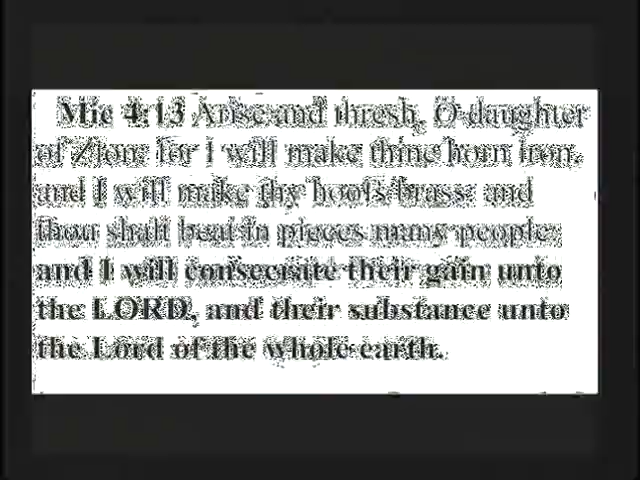 Mic 4:13 Arise and thresh, O daughter
of Zion: for I will make thine horn iron,
and I will make thy hoofs brass: and
thou shalt beat in pieces many people:
and I will consecrate their gain unto
the LORD, and their substance unto
the Lord of the whole earth.